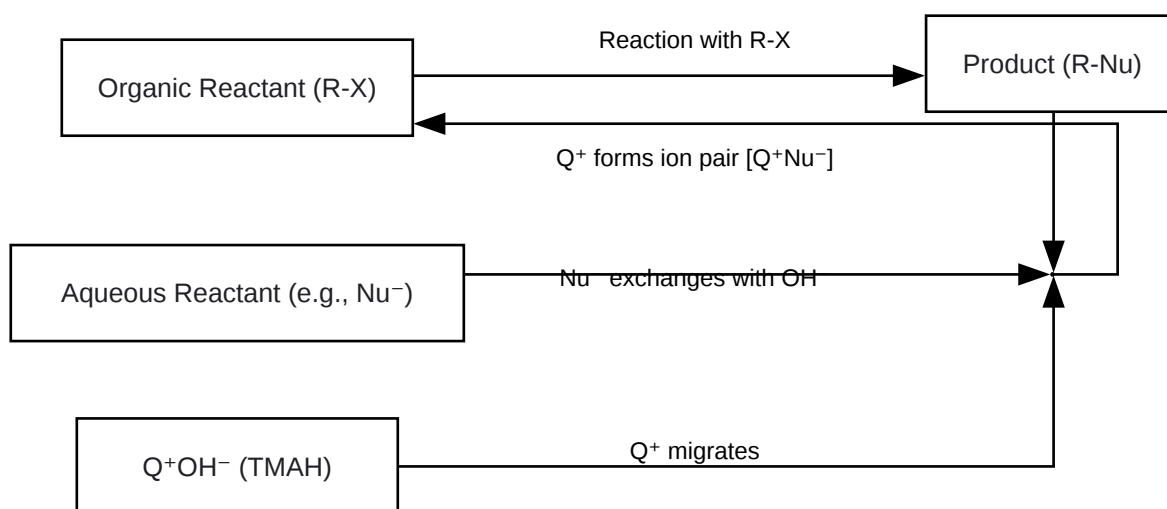 Reaction with R-X
Product (R-Nu)
Organic Reactant (R-X)
Q⁺ forms ion pair [Q⁺Nu⁻]
Aqueous Reactant (e.g., Nu⁻)
Nu⁻ exchanges with OH⁻
Q⁺OH⁻ (TMAH)
Q⁺ migrates